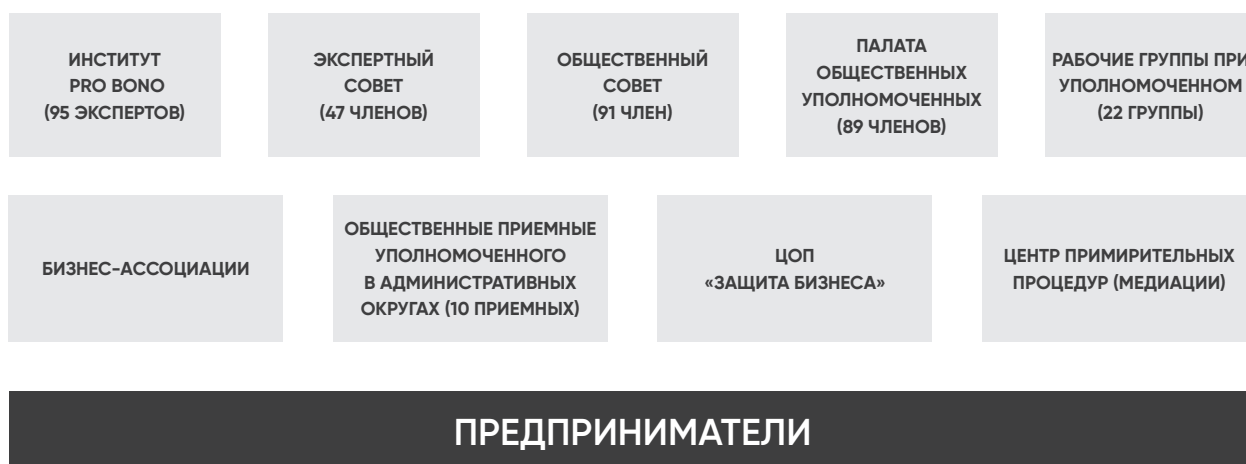 ИНСТИТУТ
PRO BONO
(95 ЭКСПЕРТОВ)
ЭКСПЕРТНЫЙ
СОВЕТ
(47 ЧЛЕНОВ)
ОБЩЕСТВЕННЫЙ
СОВЕТ
(91 ЧЛЕН)
ПАЛАТА
ОБЩЕСТВЕННЫХ
УПОЛНОМОЧЕННЫХ
(89 ЧЛЕНОВ)
РАБОЧИЕ ГРУППЫ ПРИ
УПОЛНОМОЧЕННОМ
(22 ГРУППЫ)
БИЗНЕС-АССОЦИАЦИИ
ОБЩЕСТВЕННЫЕ ПРИЕМНЫЕ
УПОЛНОМОЧЕННОГО
В АДМИНИСТРАТИВНЫХ
ОКРУГАХ (10 ПРИЕМНЫХ)
ЦОП
«ЗАЩИТА БИЗНЕСА»
ЦЕНТР ПРИМИРИТЕЛЬНЫХ
ПРОЦЕДУР (МЕДИАЦИИ)
ПРЕДПРИНИМАТЕЛИ